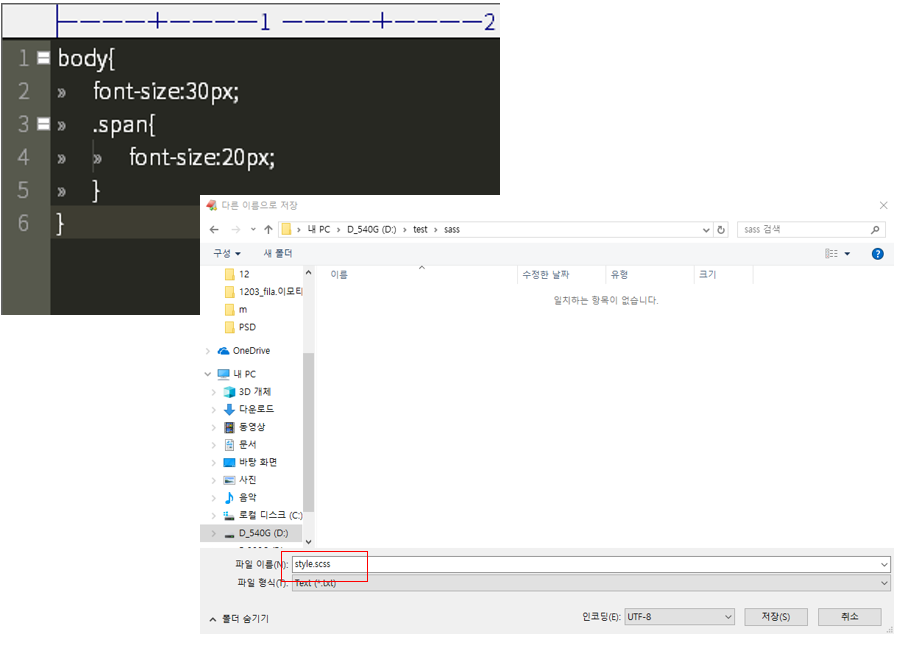 1 2
1 body{
2 » font-size:30px;
3 » .span{
4 » » font-size:20px;
5 » }
6 }
다른 이름으로 저장
내 PC > D_540G (D:) > test > sass
sass 검색
구성 새 폴더
이름 수정한 날짜 유형 크기
일치하는 항목이 없습니다.
12
1203_fila.이모티
m
PSD
OneDrive
내 PC
3D 개체
다운로드
동영상
문서
바탕 화면
사진
음악
로컬 디스크 (C:)
D_540G (D:)
파일 이름(N): style.scss
파일 형식(T): Text (*.txt)
폴더 숨기기
인코딩(E): UTF-8 저장(S) 취소